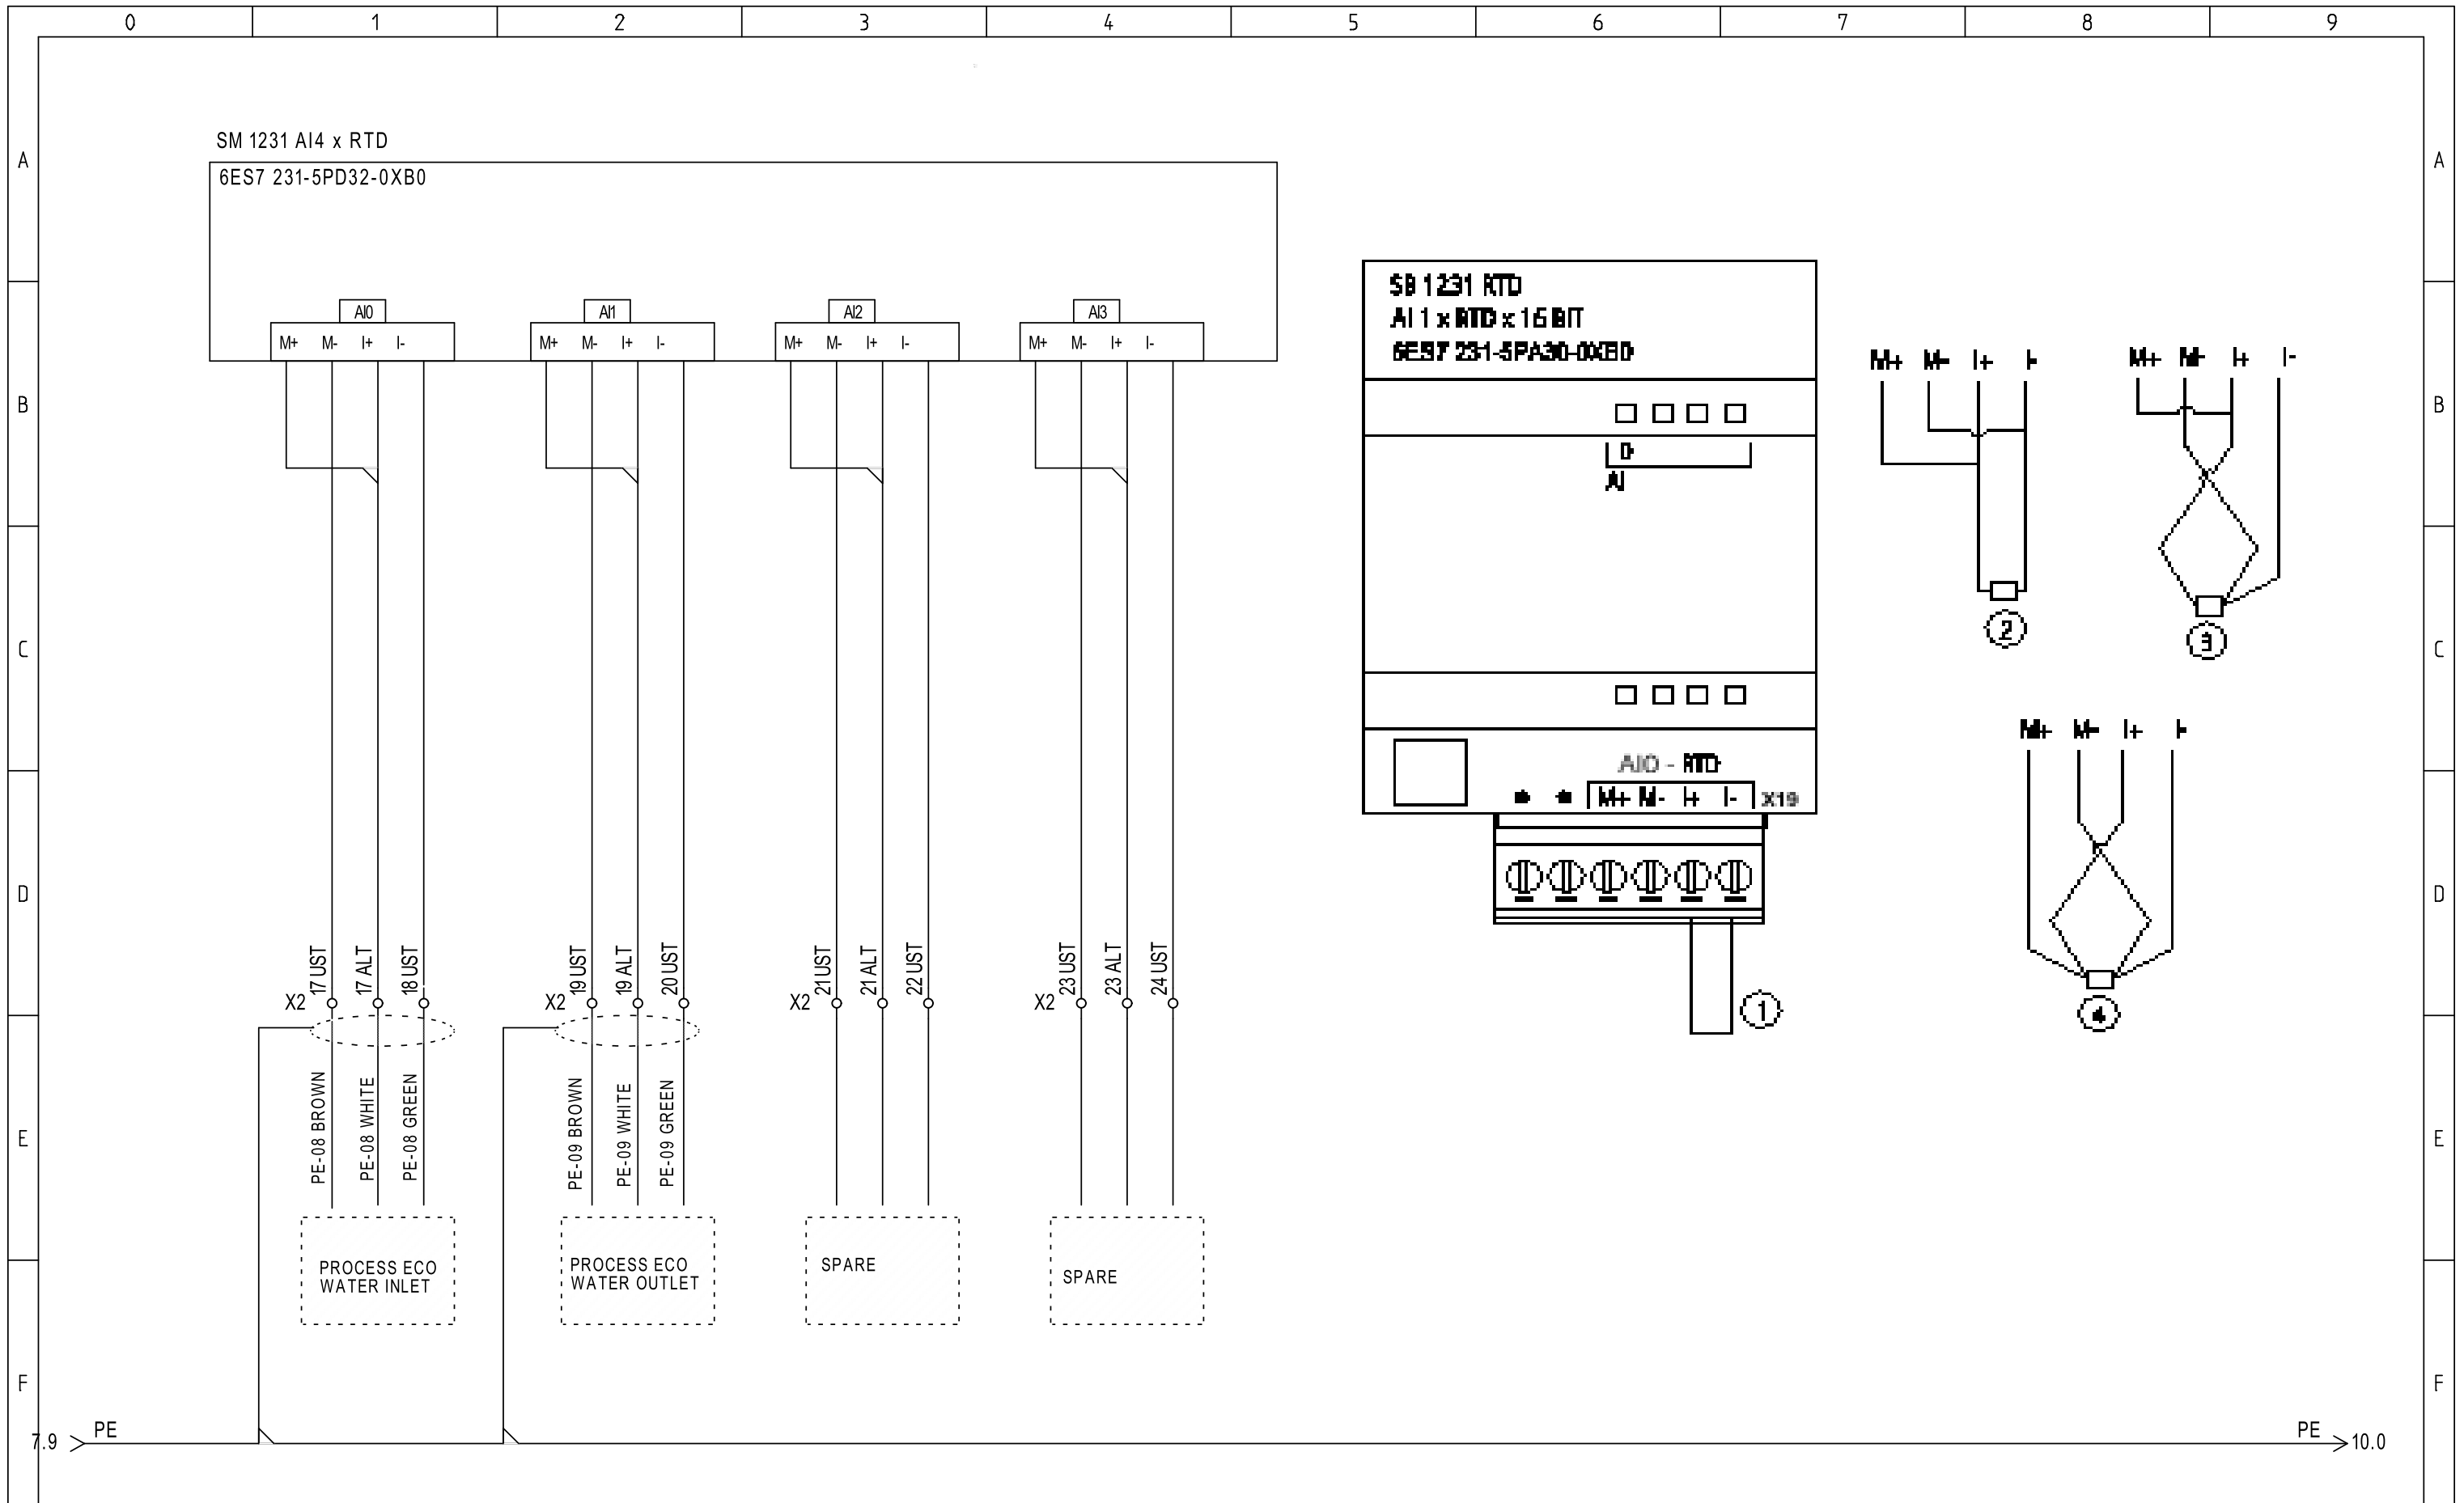 0 1 2 3 4 5 6 7 8 9
A A
SM 1231 AI4 x RTD
6ES7 231-5PD32-0XB0
AI0 AI1 AI2 AI3
M+ M- I+ I- M+ M- I+ I- M+ M- I+ I- M+ M- I+ I-
SB 1231 RTD
AI 1 x RTD x 16 BIT
6ES7 231-5PA30-0XB0
M+ M- I+ I- M+ M- I+ I-
B B
0
AI
2 3
C C
M+ M- I+ I-
AI0 - RTD
M+ M- I+ I- X19
D D
17 UST 17 ALT 18 UST 19 UST 19 ALT 20 UST 21 UST 21 ALT 22 UST 23 UST 23 ALT 24 UST
X2 X2 X2 X2
1 4
PE-08 BROWN PE-08 WHITE PE-08 GREEN PE-09 BROWN PE-09 WHITE PE-09 GREEN
E E
PROCESS ECO
WATER INLET
PROCESS ECO
WATER OUTLET
SPARE
SPARE
F F
7.9 PE PE 10.0